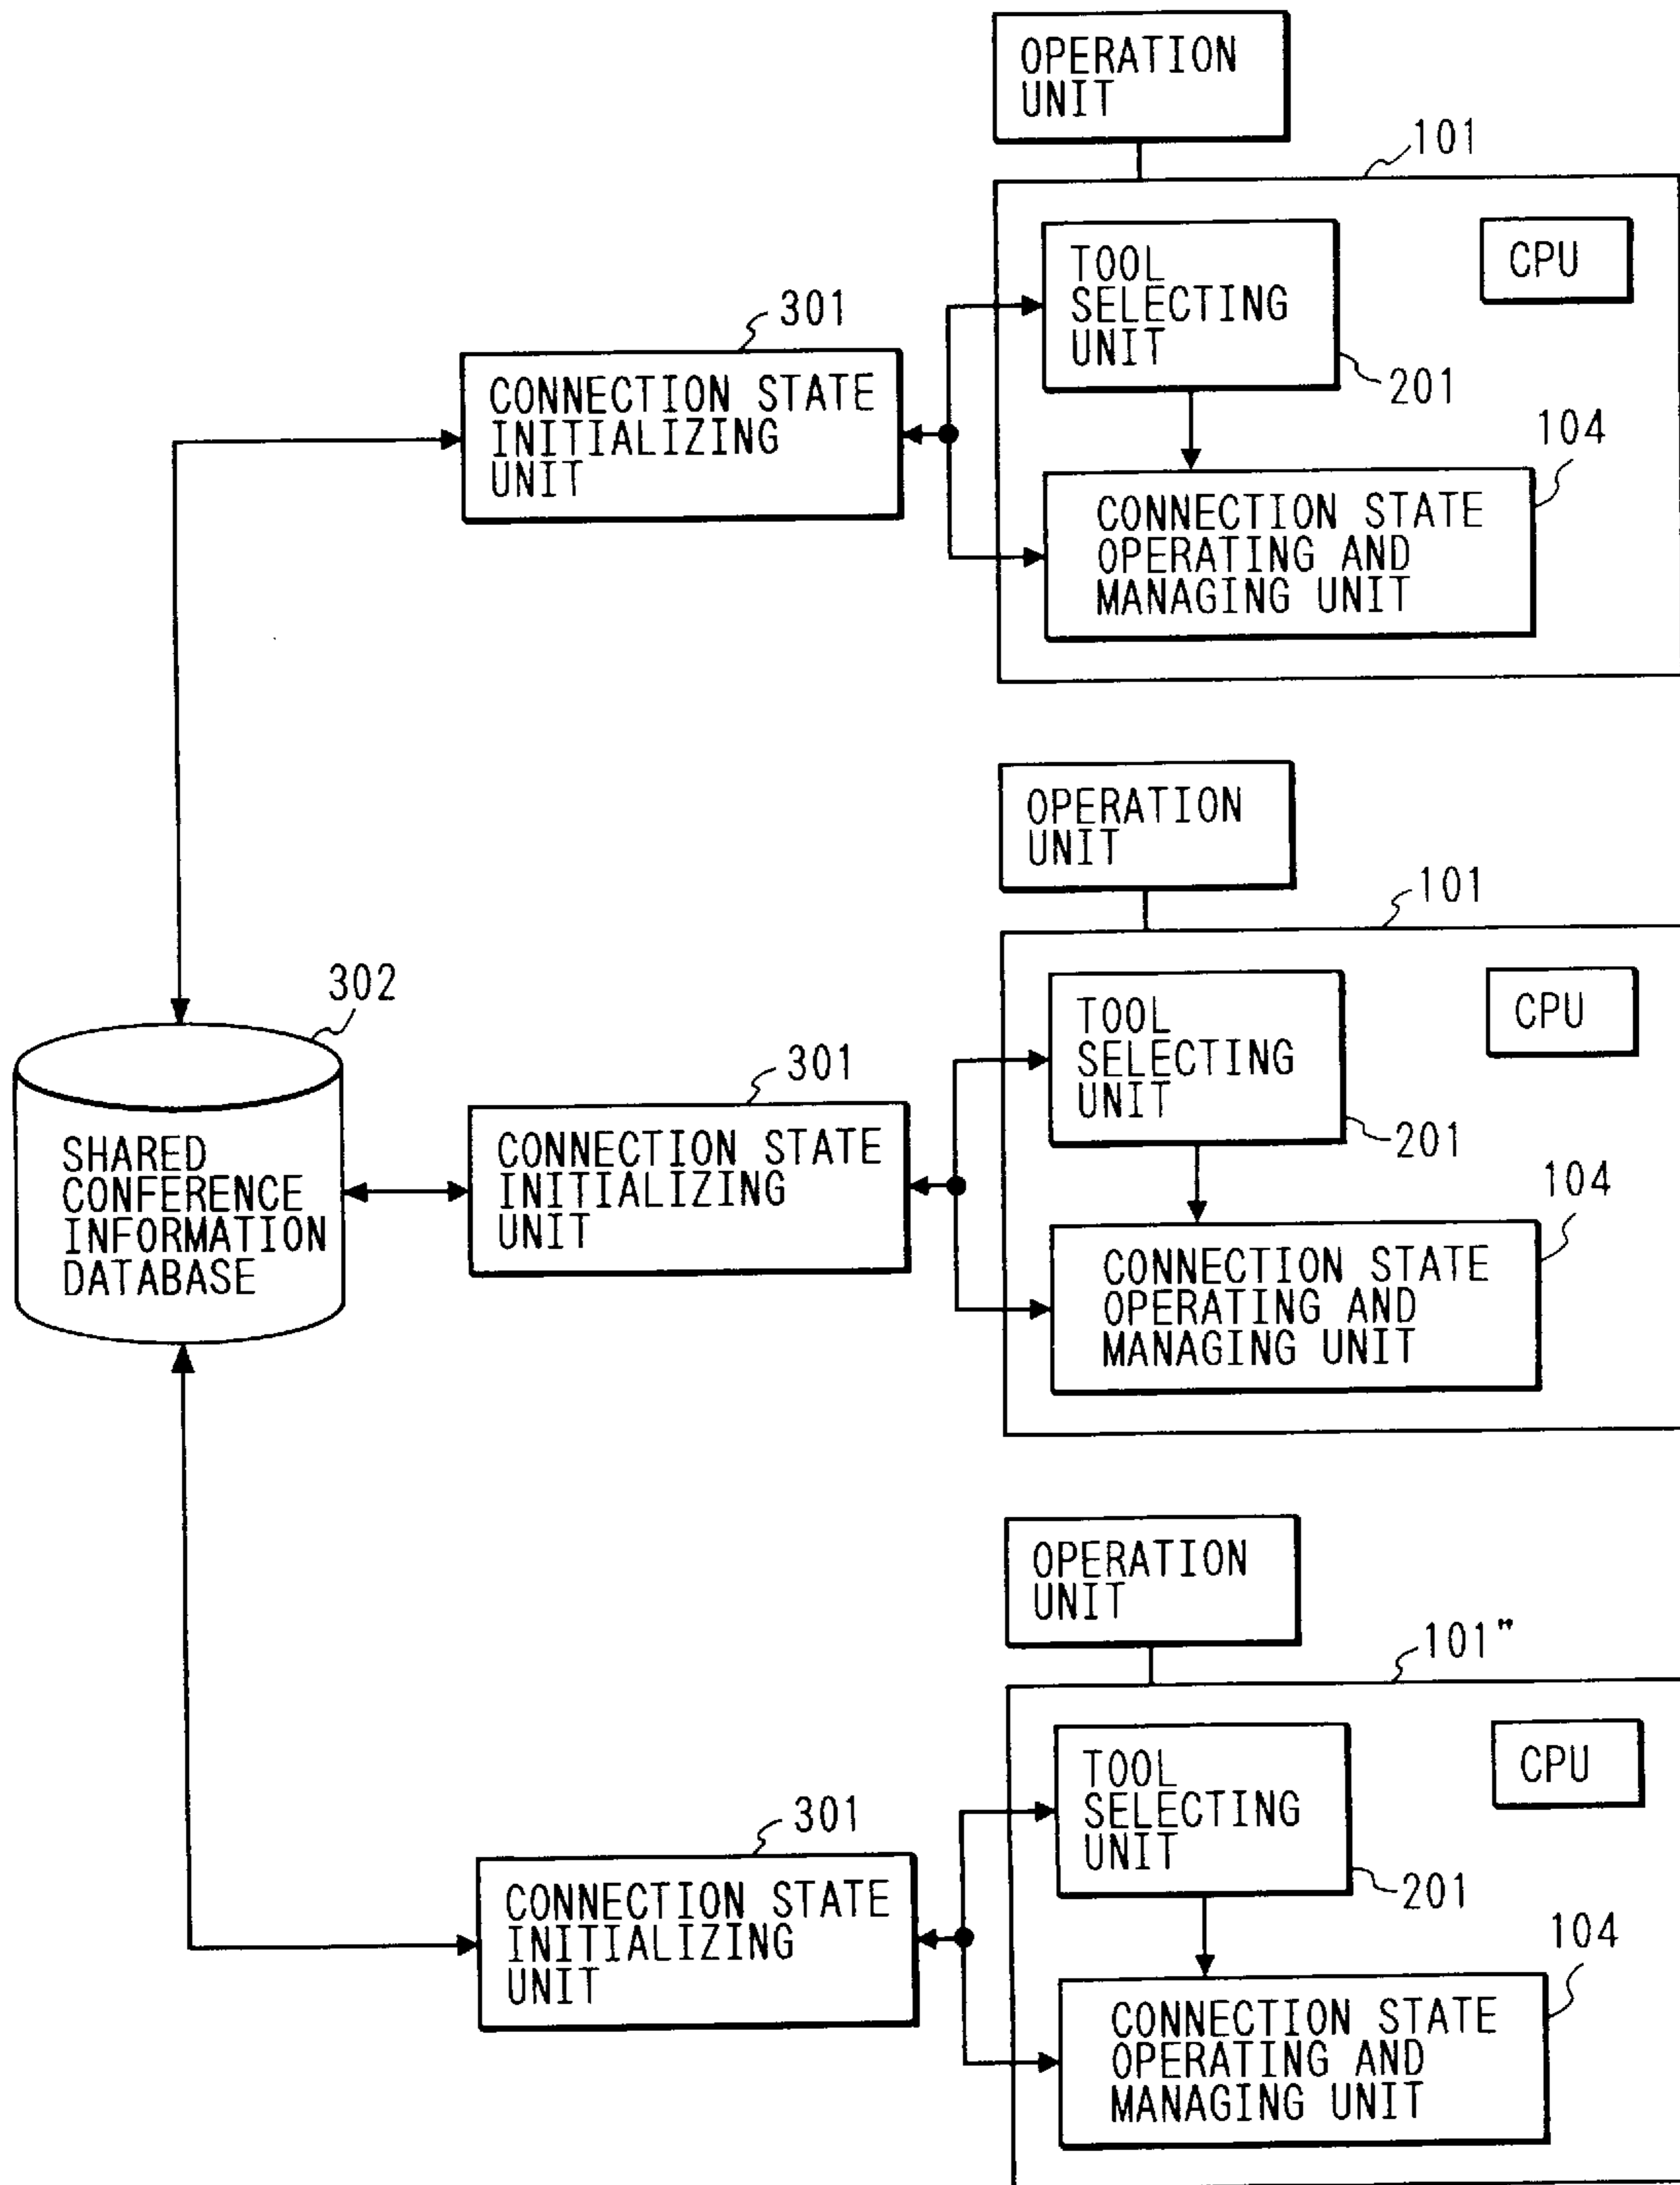 OPERATION
UNIT
101
TOOL
SELECTING
UNIT
CPU
201
301
CONNECTION STATE
INITIALIZING
UNIT
104
CONNECTION STATE
OPERATING AND
MANAGING UNIT
OPERATION
UNIT
101
302
TOOL
SELECTING
UNIT
CPU
201
301
SHARED
CONFERENCE
INFORMATION
DATABASE
CONNECTION STATE
INITIALIZING
UNIT
104
CONNECTION STATE
OPERATING AND
MANAGING UNIT
OPERATION
UNIT
101"
TOOL
SELECTING
UNIT
CPU
201
301
CONNECTION STATE
INITIALIZING
UNIT
104
CONNECTION STATE
OPERATING AND
MANAGING UNIT